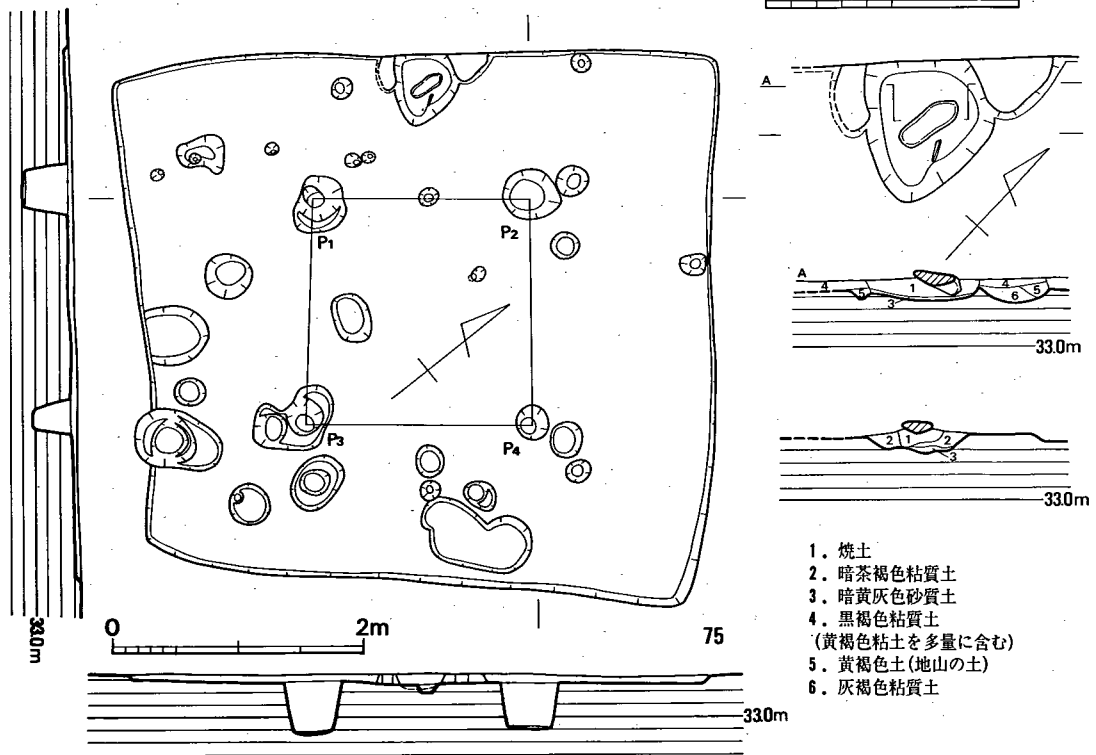 P1
P2
P3
P4
33.0m
0 2m
75
33.0m
A
A
4 5 1 3 4 6 5
33.0m
2 1 2 3
33.0m
1. 焼土
2. 暗茶褐色粘質土
3. 暗黄灰色砂質土
4. 黒褐色粘質土
(黄褐色粘土を多量に含む)
5. 黄褐色土(地山の土)
6. 灰褐色粘質土